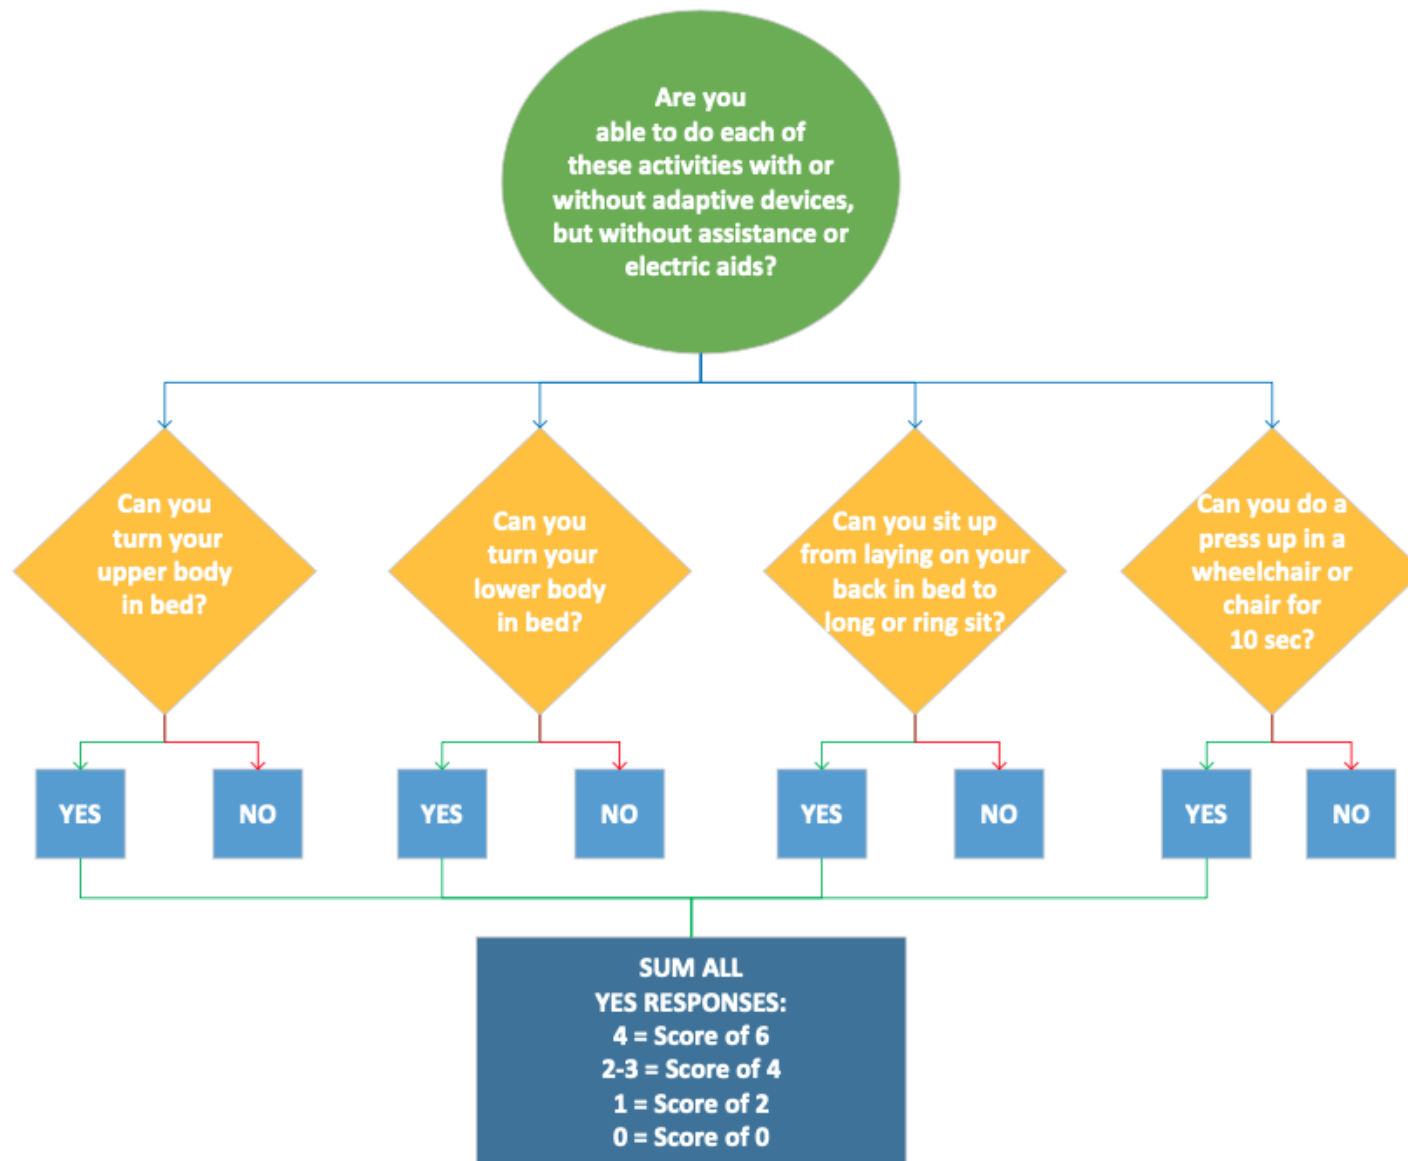 Are you
able to do each of
these activities with or
without adaptive devices,
but without assistance or
electric aids?
Can you
turn your
upper body
in bed?
Can you
turn your
lower body
in bed?
Can you sit up
from laying on your
back in bed to
long or ring sit?
Can you do a
press up in a
wheelchair or
chair for
10 sec?
YES
NO
YES
NO
YES
NO
YES
NO
SUM ALL
YES RESPONSES:
4 = Score of 6
2-3 = Score of 4
1 = Score of 2
0 = Score of 0